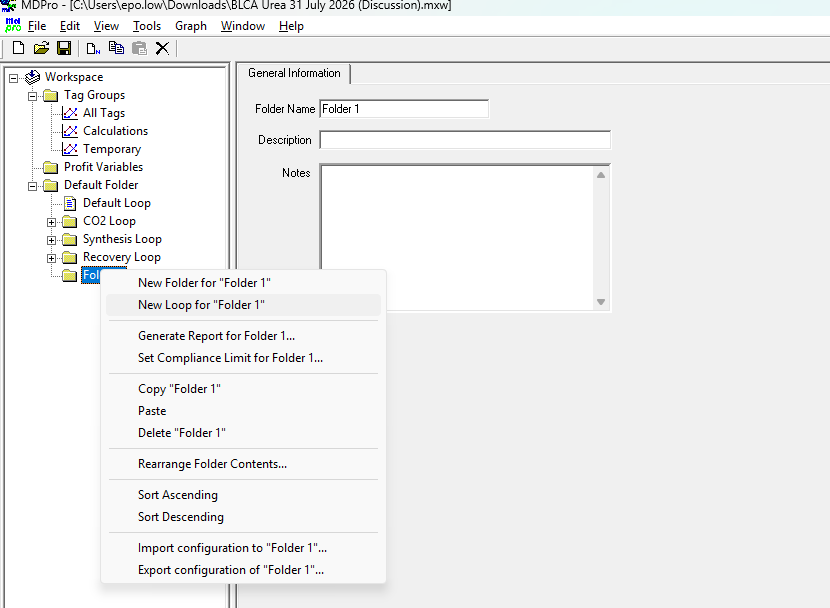 MDPro - [C:\Users\epo.low\Downloads\BLCA Urea 31 July 2026 (Discussion).mxw]
Mdl pro File Edit View Tools Graph Window Help
Workspace
Tag Groups
All Tags
Calculations
Temporary
Profit Variables
Default Folder
Default Loop
CO2 Loop
Synthesis Loop
Recovery Loop
General Information
Folder Name Folder 1
Description
Notes
New Folder for "Folder 1"
New Loop for "Folder 1"
Generate Report for Folder 1...
Set Compliance Limit for Folder 1...
Copy "Folder 1"
Paste
Delete "Folder 1"
Rearrange Folder Contents...
Sort Ascending
Sort Descending
Import configuration to "Folder 1"...
Export configuration of "Folder 1"...